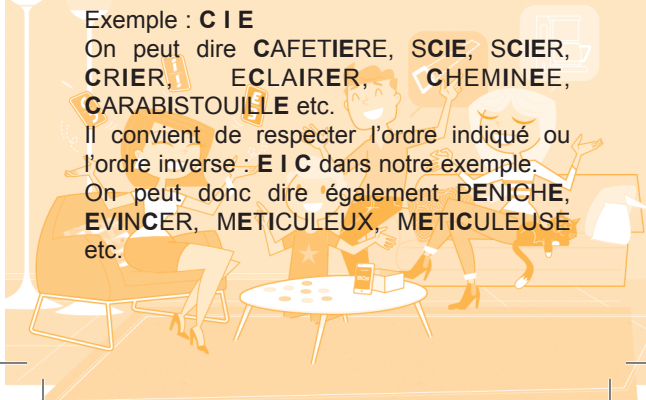 Exemple : C I E
On peut dire CAFETIERE, SCIE, SCIER,
CRIER, ECLAIRER, CHEMINEE,
CARABISTOUILLE etc.
Il convient de respecter l'ordre indiqué ou
l'ordre inverse : E I C dans notre exemple.
On peut donc dire également PENICHE,
EVINCER, METICULEUX, METICULEUSE
etc.